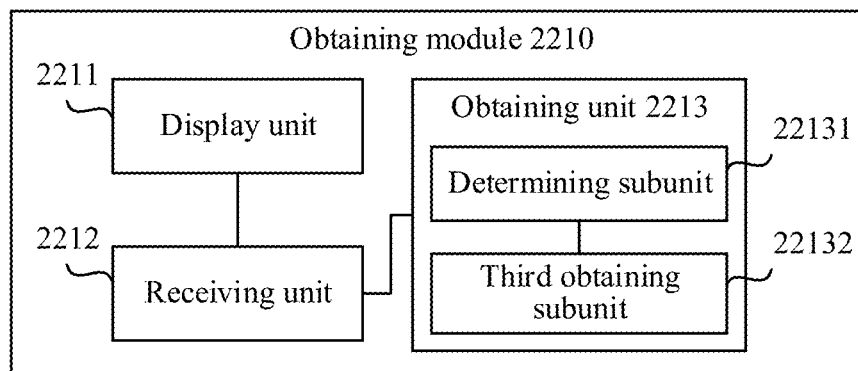 Obtaining module 2210
2211
Display unit
2212
Receiving unit
Obtaining unit 2213
22131
Determining subunit
22132
Third obtaining
subunit